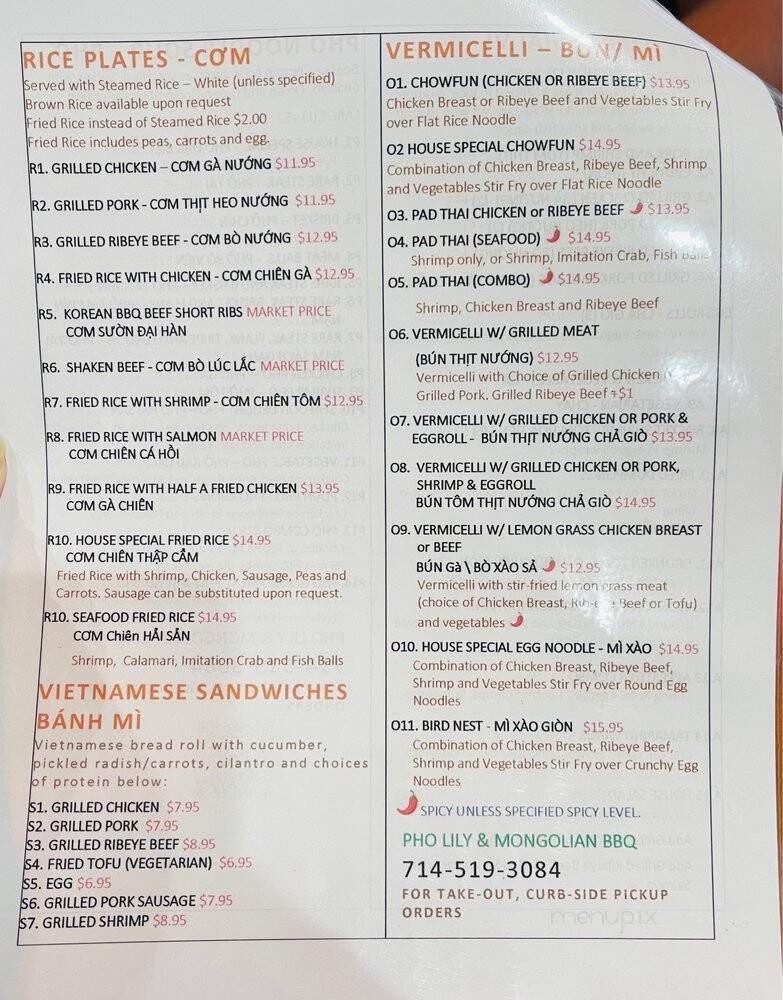 RICE PLATES - CƠM
Served with Steamed Rice – White (unless specified)
Brown Rice available upon request
Fried Rice instead of Steamed Rice $2.00
Fried Rice includes peas, carrots and egg.
R1. GRILLED CHICKEN – CƠM GÀ NƯỚNG $11.95
R2. GRILLED PORK - CƠM THỊT HEO NƯỚNG $11.95
R3. GRILLED RIBEYE BEEF - CƠM BÒ NƯỚNG $12.95
R4. FRIED RICE WITH CHICKEN - CƠM CHIÊN GÀ $12.95
R5. KOREAN BBQ BEEF SHORT RIBS MARKET PRICE
CƠM SƯỜN ĐẠI HÀN
R6. SHAKEN BEEF - CƠM BÒ LÚC LẮC MARKET PRICE
R7. FRIED RICE WITH SHRIMP - CƠM CHIÊN TÔM $12.95
R8. FRIED RICE WITH SALMON MARKET PRICE
CƠM CHIÊN CÁ HỒI
R9. FRIED RICE WITH HALF A FRIED CHICKEN $13.95
CƠM GÀ CHIÊN
R10. HOUSE SPECIAL FRIED RICE $14.95
CƠM CHIÊN THẬP CẨM
Fried Rice with Shrimp, Chicken, Sausage, Peas and
Carrots. Sausage can be substituted upon request.
R10. SEAFOOD FRIED RICE $14.95
CƠM Chiên HẢI SẢN
Shrimp, Calamari, Imitation Crab and Fish Balls
VIETNAMESE SANDWICHES
BÁNH MÌ
Vietnamese bread roll with cucumber,
pickled radish/carrots, cilantro and choices
of protein below:
S1. GRILLED CHICKEN $7.95
S2. GRILLED PORK $7.95
S3. GRILLED RIBEYE BEEF $8.95
S4. FRIED TOFU (VEGETARIAN) $6.95
S5. EGG $6.95
S6. GRILLED PORK SAUSAGE $7.95
S7. GRILLED SHRIMP $8.95
VERMICELLI – BÚN/ MÌ
O1. CHOWFUN (CHICKEN OR RIBEYE BEEF) $13.95
Chicken Breast or Ribeye Beef and Vegetables Stir Fry
over Flat Rice Noodle
O2 HOUSE SPECIAL CHOWFUN $14.95
Combination of Chicken Breast, Ribeye Beef, Shrimp
and Vegetables Stir Fry over Flat Rice Noodle
O3. PAD THAI CHICKEN or RIBEYE BEEF $13.95
O4. PAD THAI (SEAFOOD) $14.95
Shrimp only, or Shrimp, Imitation Crab, Fish Balls
O5. PAD THAI (COMBO) $14.95
Shrimp, Chicken Breast and Ribeye Beef
O6. VERMICELLI W/ GRILLED MEAT
(BÚN THỊT NƯỚNG) $12.95
Vermicelli with Choice of Grilled Chicken
Grilled Pork. Grilled Ribeye Beef +$1
O7. VERMICELLI W/ GRILLED CHICKEN OR PORK &
EGGROLL - BÚN THỊT NƯỚNG CHẢ GIÒ $13.95
O8. VERMICELLI W/ GRILLED CHICKEN OR PORK,
SHRIMP & EGGROLL
BÚN TÔM THỊT NƯỚNG CHẢ GIÒ $14.95
O9. VERMICELLI W/ LEMON GRASS CHICKEN BREAST
or BEEF
BÚN Gà \ BÒ XÀO SẢ $12.95
Vermicelli with stir-fried lemon grass meat
(choice of Chicken Breast, Rib-eye Beef or Tofu)
and vegetables
O10. HOUSE SPECIAL EGG NOODLE - MÌ XÀO $14.95
Combination of Chicken Breast, Ribeye Beef,
Shrimp and Vegetables Stir Fry over Round Egg
Noodles
O11. BIRD NEST - MÌ XÀO GIÒN $15.95
Combination of Chicken Breast, Ribeye Beef,
Shrimp and Vegetables Stir Fry over Crunchy Egg
Noodles
SPICY UNLESS SPECIFIED SPICY LEVEL.
PHO LILY & MONGOLIAN BBQ
714-519-3084
FOR TAKE-OUT, CURB-SIDE PICKUP
ORDERS
menupix